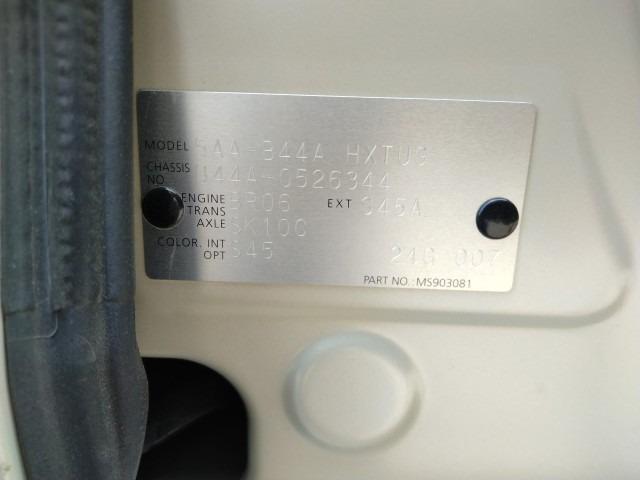 MODEL 5AA-B44A HXTUG
CHASSIS NO. B44A-0526344
ENGINE BR06 EXT S45A
TRANS AXLE SK10C
COLOR. INT S45
OPT 24G 007
PART NO.:MS903081